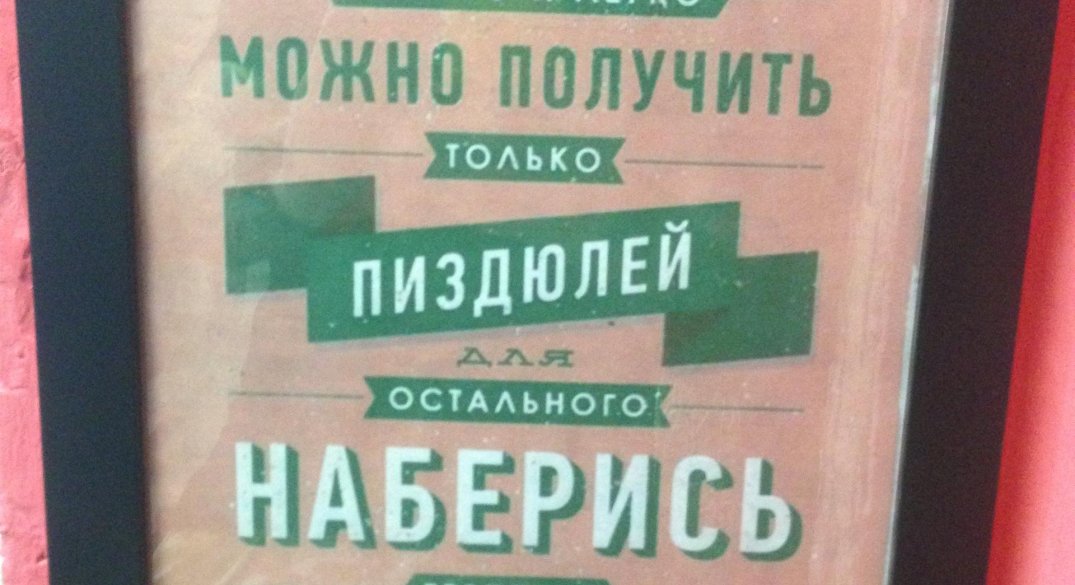 МОЖНО ПОЛУЧИТЬ
ТОЛЬКО
ПИЗДЮЛЕЙ
ДЛЯ
ОСТАЛЬНОГО
НАБЕРИСЬ